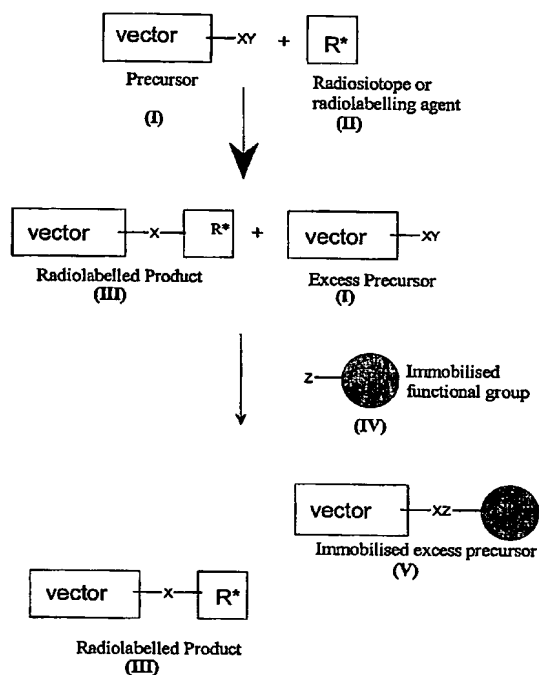 vector
XY
+
R*
Precursor
Radiosiotope or
radiolabelling agent
(I)
(II)
vector
X
R*
+
vector
XY
Radiolabelled Product
(III)
Excess Precursor
(I)
Z
Immobilised
functional group
(IV)
vector
XZ
Immobilised excess precursor
(V)
vector
X
R*
Radiolabelled Product
(III)